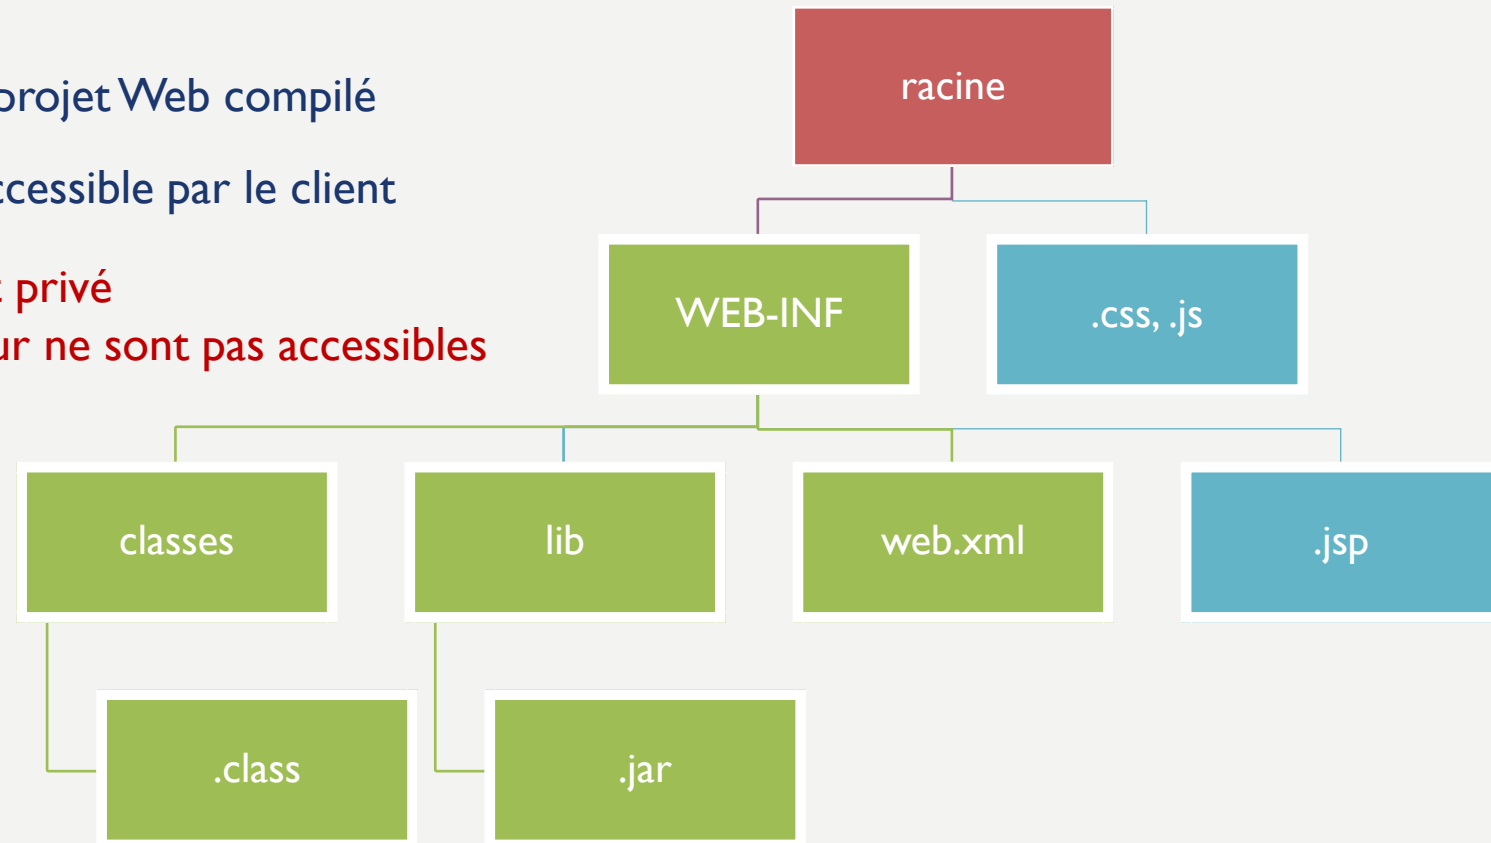 projet Web compilé
ccessible par le client
privé
ur ne sont pas accessibles
racine
WEB-INF
.css, .js
classes
lib
web.xml
.jsp
.class
.jar